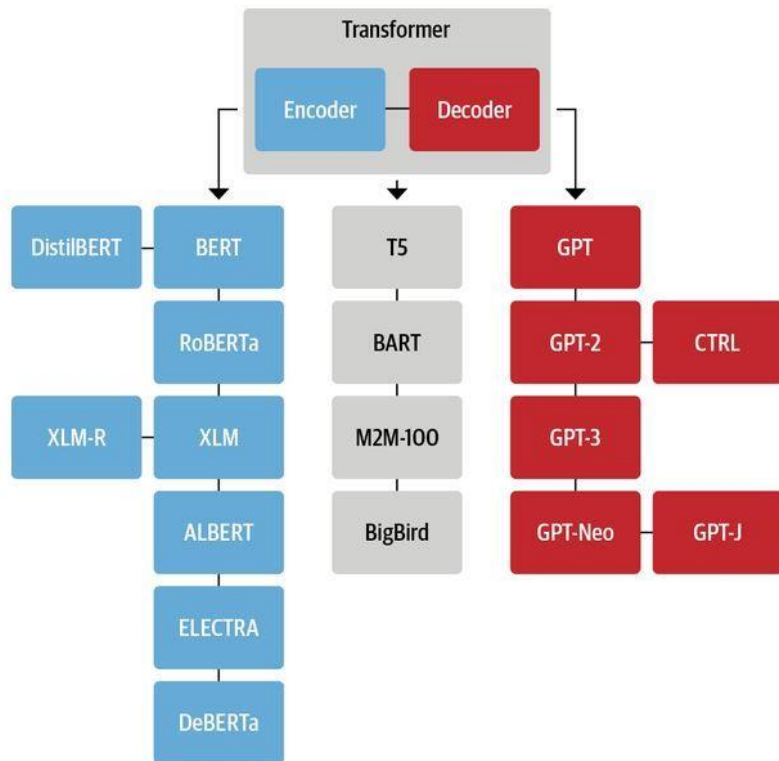 Transformer
Encoder
Decoder
DistilBERT
BERT
T5
GPT
RoBERTa
BART
GPT-2
CTRL
XLM-R
XLM
M2M-100
GPT-3
ALBERT
BigBird
GPT-Neo
GPT-J
ELECTRA
DeBERTa